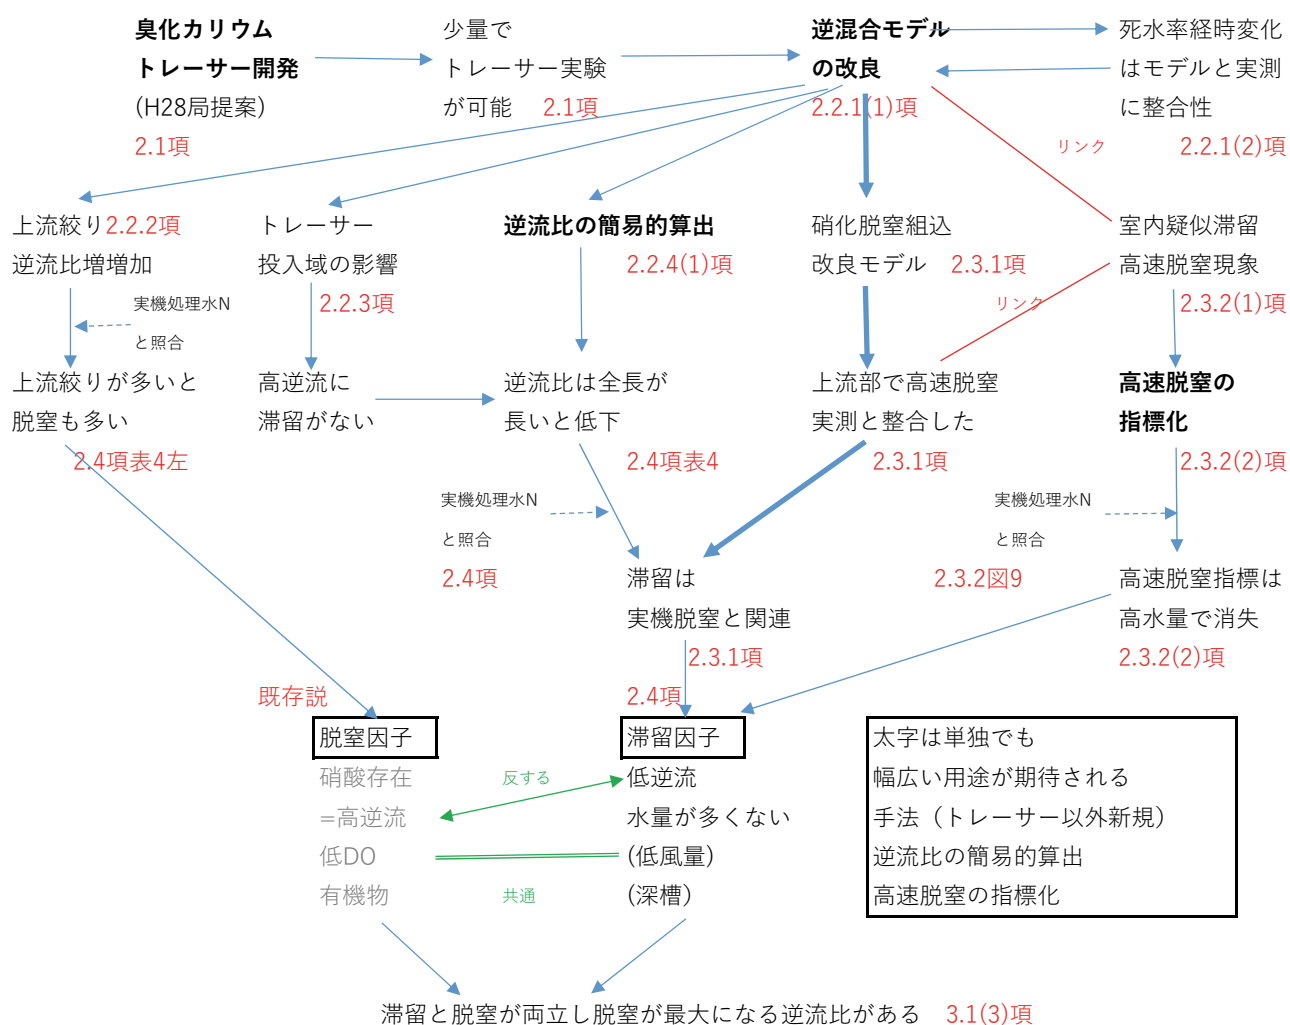 臭化カリウム
トレーサー開発
(H28局提案)
2.1項
少量で
トレーサー実験
が可能 2.1項
逆混合モデル
の改良
2.2.1(1)項
死水率経時変化
はモデルと実測
に整合性
2.2.1(2)項
リンク
上流絞り2.2.2項
逆流比増増加
トレーサー
投入域の影響
2.2.3項
逆流比の簡易的算出
2.2.4(1)項
硝化脱窒組込
改良モデル 2.3.1項
室内疑似滞留
高速脱窒現象
2.3.2(1)項
リンク
実機処理水N
と照合
上流絞りが多いと
脱窒も多い
2.4項表4左
高逆流に
滞留がない
逆流比は全長が
長いと低下
2.4項表4
上流部で高速脱窒
実測と整合した
2.3.1項
高速脱窒の
指標化
2.3.2(2)項
実機処理水N
と照合
2.4項
実機処理水N
と照合
2.3.2図9
滞留は
実機脱窒と関連
2.3.1項
2.4項
高速脱窒指標は
高水量で消失
2.3.2(2)項
既存説
脱窒因子
硝酸存在
=高逆流
低DO
有機物
反する
共通
滞留因子
低逆流
水量が多くない
(低風量)
(深槽)
太字は単独でも
幅広い用途が期待される
手法（トレーサー以外新規）
逆流比の簡易的算出
高速脱窒の指標化
滞留と脱窒が両立し脱窒が最大になる逆流比がある 3.1(3)項